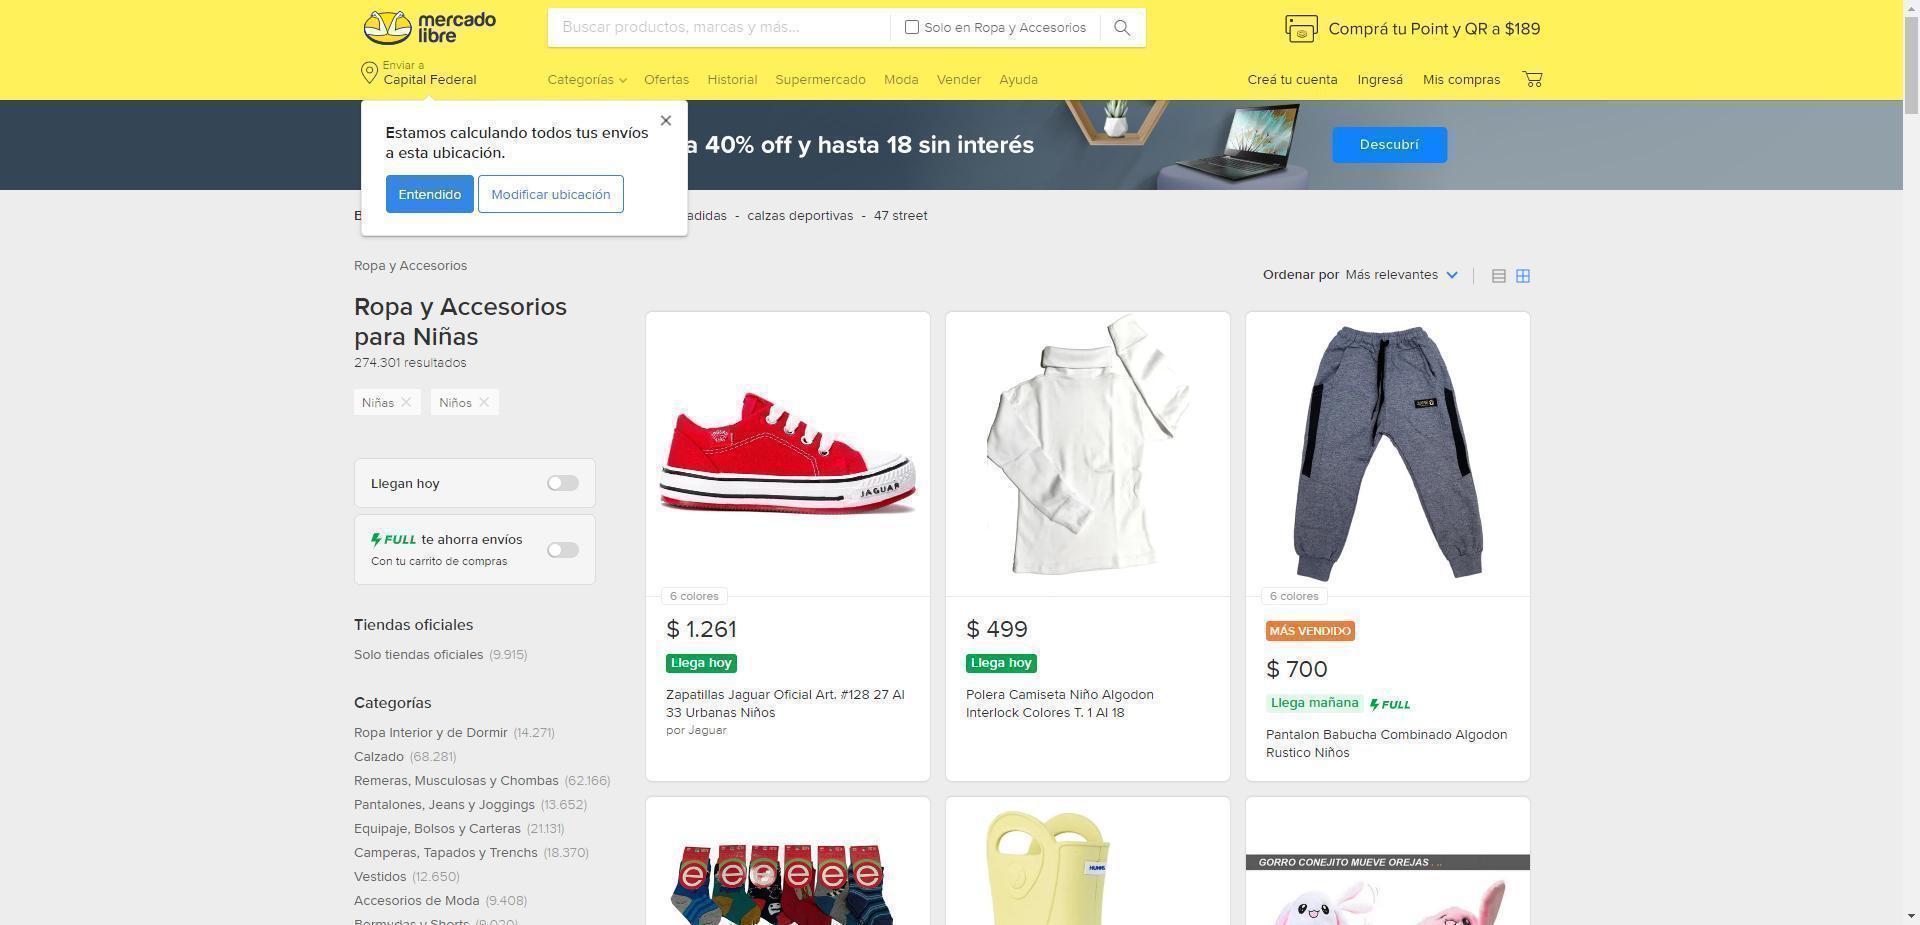 mercado
libre
Buscar productos, marcas y más...
Solo en Ropa y Accesorios
Comprá tu Point y QR a $189
Enviar a
Capital Federal
Categorías Ofertas Historial Supermercado Moda Vender Ayuda
Creá tu cuenta Ingresá Mis compras
Estamos calculando todos tus envíos
a esta ubicación.
Entendido Modificar ubicación
a 40% off y hasta 18 sin interés
Descubrí
adidas - calzas deportivas - 47 street
Ropa y Accesorios
Ordenar por Más relevantes
Ropa y Accesorios
para Niñas
274.301 resultados
Niñas Niños
Llegan hoy
FULL te ahorra envíos
Con tu carrito de compras
Tiendas oficiales
Solo tiendas oficiales (9.915)
Categorías
Ropa Interior y de Dormir (14.271)
Calzado (68.281)
Remeras, Musculosas y Chombas (62.166)
Pantalones, Jeans y Joggings (13.652)
Equipaje, Bolsos y Carteras (21.131)
Camperas, Tapados y Trenchs (18.370)
Vestidos (12.650)
Accesorios de Moda (9.408)
Bermudas y Shorts (9.020)
JAGUAR
6 colores
$ 1.261
Llega hoy
Zapatillas Jaguar Oficial Art. #128 27 Al
33 Urbanas Niños
por Jaguar
$ 499
Llega hoy
Polera Camiseta Niño Algodon
Interlock Colores T. 1 Al 18
6 colores
MÁS VENDIDO
$ 700
Llega mañana FULL
Pantalon Babucha Combinado Algodon
Rustico Niños
e e e e e e
GORRO CONEJITO MUEVE OREJAS . ..